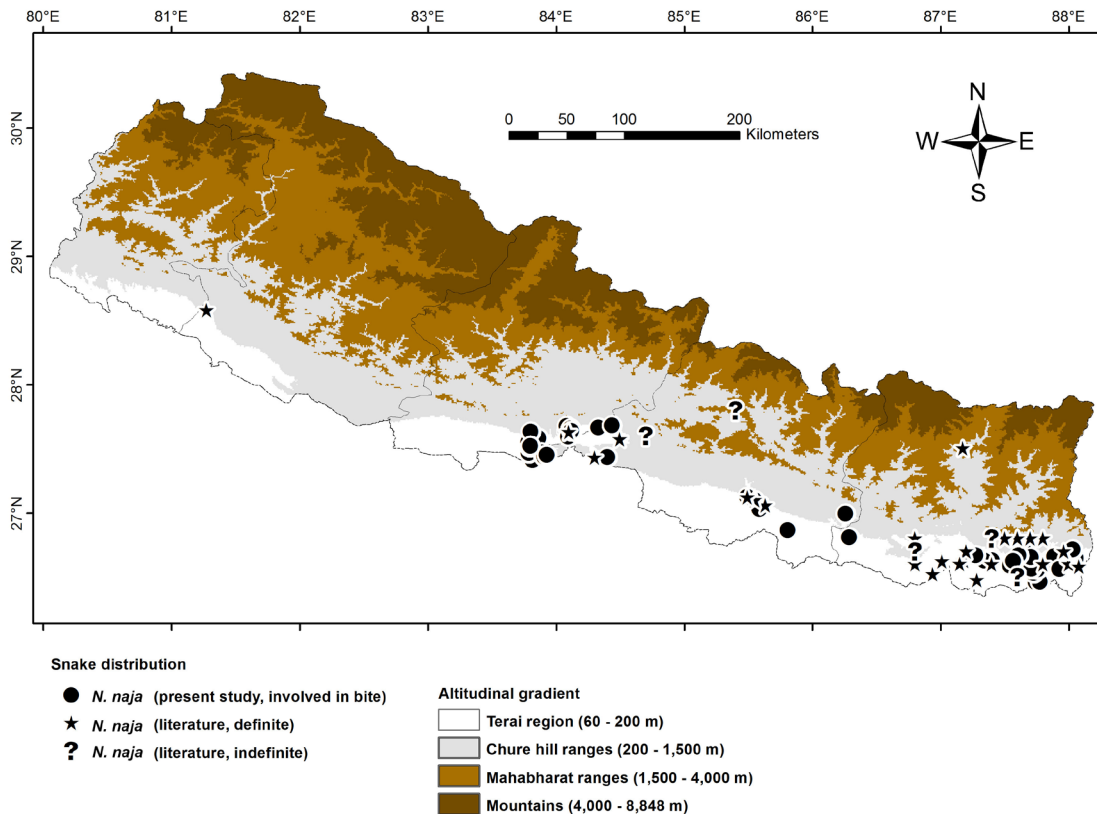 80°E 81°E 82°E 83°E 84°E 85°E 86°E 87°E 88°E
30°N
29°N
28°N
27°N
0 50 100 200
Kilometers
N
W E
S
?
?
?
?
?
Snake distribution
N. naja (present study, involved in bite)
N. naja (literature, definite)
? N. naja (literature, indefinite)
Altitudinal gradient
Terai region (60 - 200 m)
Chure hill ranges (200 - 1,500 m)
Mahabharat ranges (1,500 - 4,000 m)
Mountains (4,000 - 8,848 m)